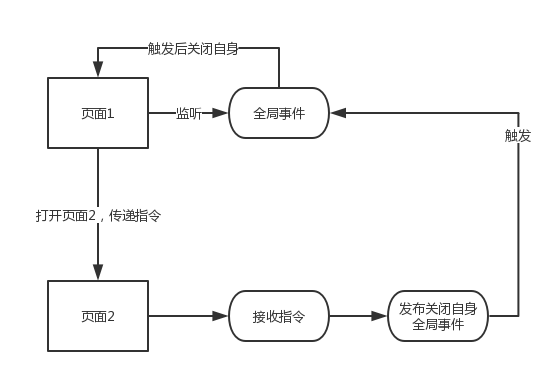 触发后关闭自身
页面1
监听
全局事件
触发
打开页面2，传递指令
页面2
接收指令
发布关闭自身
全局事件